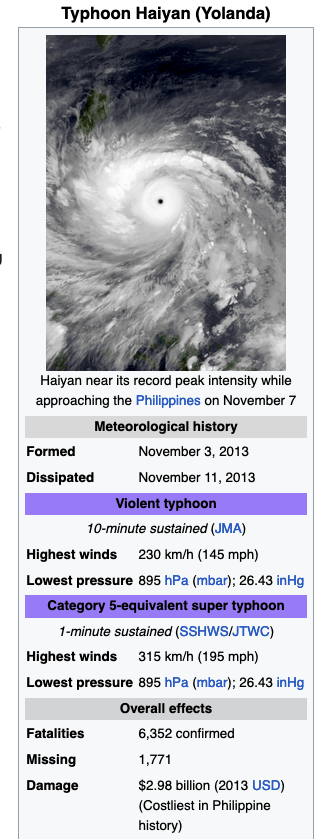 Typhoon Haiyan (Yolanda)
Haiyan near its record peak intensity while
approaching the Philippines on November 7
Meteorological history
Formed November 3, 2013
Dissipated November 11, 2013
Violent typhoon
10-minute sustained (JMA)
Highest winds 230 km/h (145 mph)
Lowest pressure 895 hPa (mbar); 26.43 inHg
Category 5-equivalent super typhoon
1-minute sustained (SSHWS/JTWC)
Highest winds 315 km/h (195 mph)
Lowest pressure 895 hPa (mbar); 26.43 inHg
Overall effects
Fatalities 6,352 confirmed
Missing 1,771
Damage $2.98 billion (2013 USD)
(Costliest in Philippine
history)